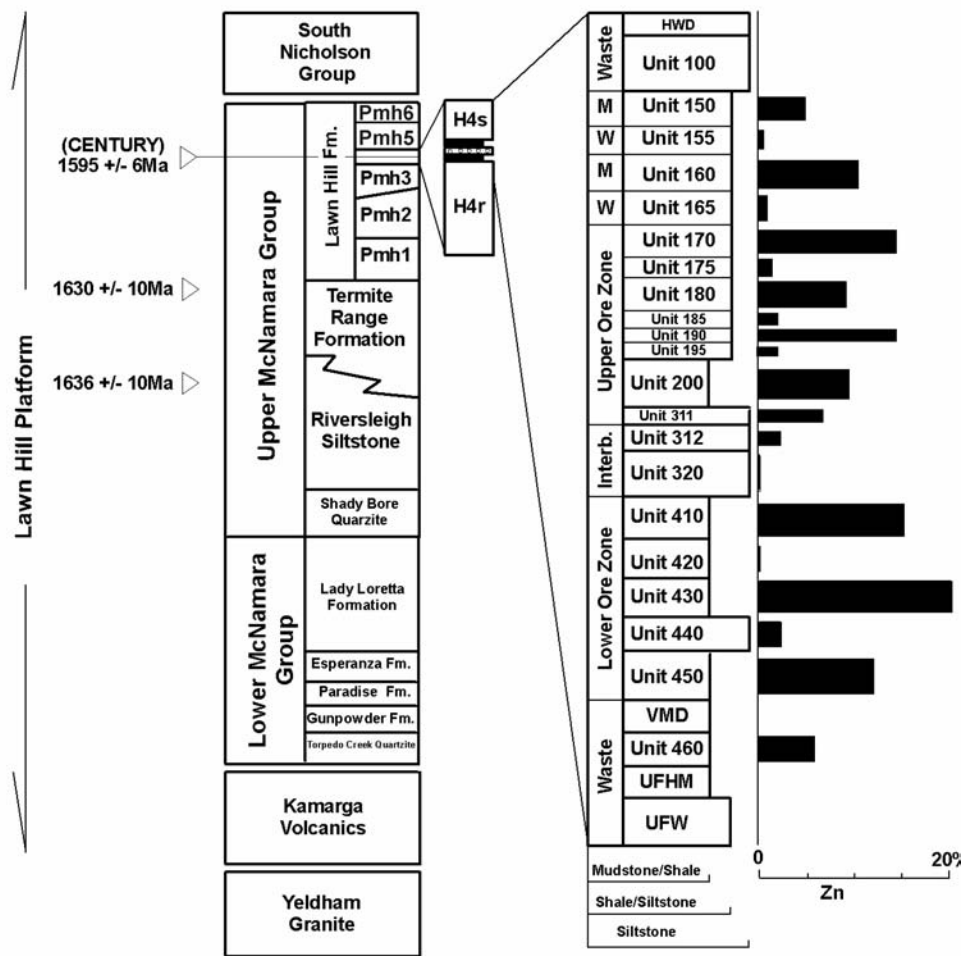 Lawn Hill Platform
(CENTURY)
1595 +/- 6Ma
1630 +/- 10Ma
1636 +/- 10Ma
South
Nicholson
Group
Upper McNamara Group
Lawn Hill Fm.
Pmh6
Pmh5
Pmh3
Pmh2
Pmh1
Termite
Range
Formation
Riversleigh
Siltstone
Shady Bore
Quarzite
Lower McNamara
Group
Lady Loretta
Formation
Esperanza Fm.
Paradise Fm.
Gunpowder Fm.
Torpedo Creek Quartzite
Kamarga
Volcanics
Yeldham
Granite
H4s
H4r
Waste
HWD
Unit 100
M
Unit 150
W
Unit 155
M
Unit 160
W
Unit 165
Upper Ore Zone
Unit 170
Unit 175
Unit 180
Unit 185
Unit 190
Unit 195
Unit 200
Unit 311
Interb.
Unit 312
Unit 320
Lower Ore Zone
Unit 410
Unit 420
Unit 430
Unit 440
Unit 450
Waste
VMD
Unit 460
UFHM
UFW
Mudstone/Shale
Shale/Siltstone
Siltstone
0
20%
Zn